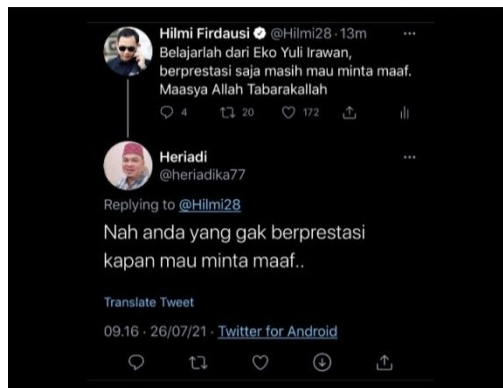 Hilmi Firdausi @Hilmi28 · 13m
Belajarlah dari Eko Yuli Irawan,
berprestasi saja masih mau minta maaf.
Maasya Allah Tabarakallah
4 20 172
Heriadi
@heriadika77
Replying to @Hilmi28
Nah anda yang gak berprestasi
kapan mau minta maaf..
Translate Tweet
09.16 · 26/07/21 · Twitter for Android